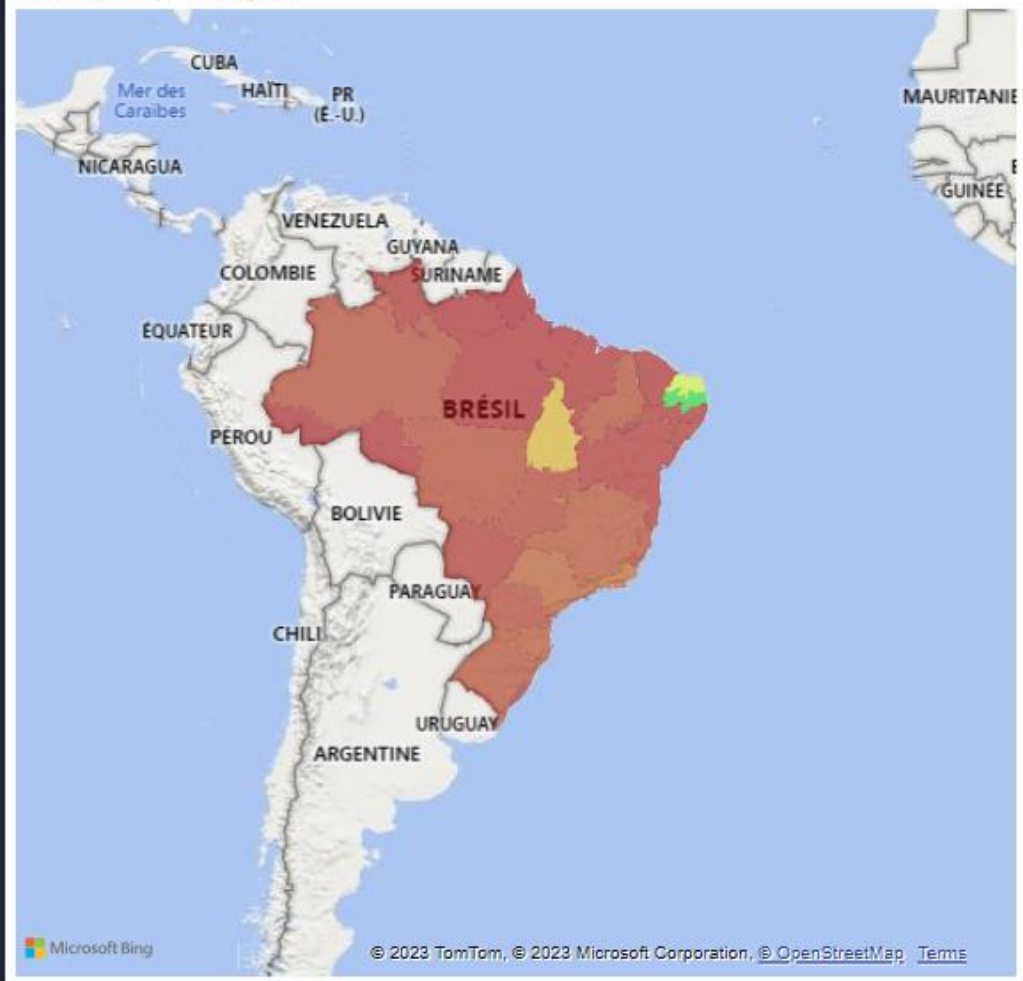 CUBA
Mer des
Caraïbes
HAÏTI
PR
(É.-U.)
MAURITANIE
NICARAGUA
GUINÉE
VENEZUELA
GUYANA
SURINAME
COLOMBIE
ÉQUATEUR
BRÉSIL
PÉROU
BOLIVIE
PARAGUAY
CHILI
URUGUAY
ARGENTINE
Microsoft Bing
© 2023 TomTom, © 2023 Microsoft Corporation, © OpenStreetMap Terms